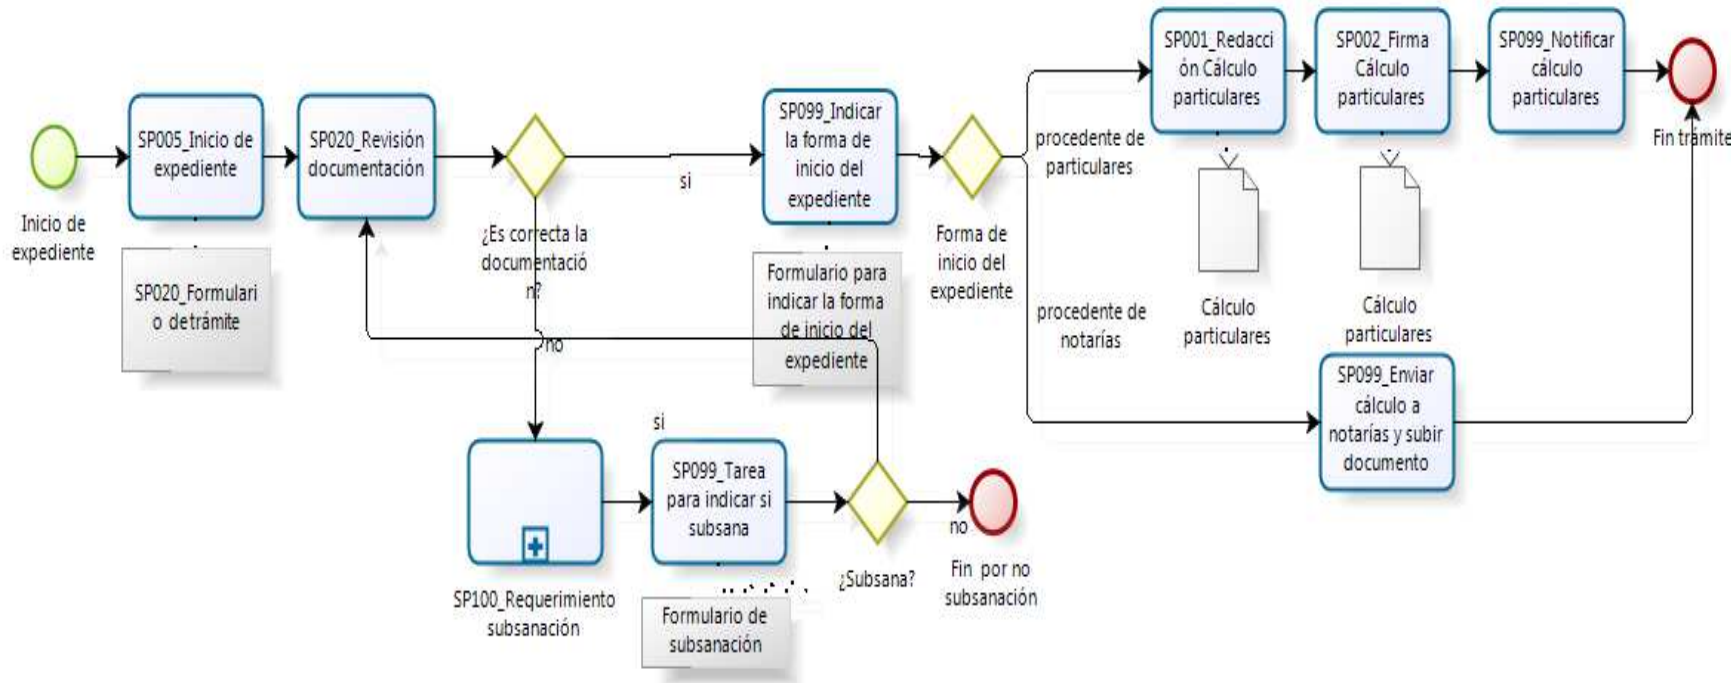 Inicio de
expediente
SP005_Inicio de
expediente
SP020_Formulari
o de trámite
SP020_Revisión
documentación
¿Es correcta la
documentació
n?
si
no
SP099_Indicar
la forma de
inicio del
expediente
Formulario para
indicar la forma
de inicio del
expediente
Forma de
inicio del
expediente
procedente de
particulares
procedente de
notarías
SP001_Redacci
ón Cálculo
particulares
Cálculo
particulares
SP002_Firma
Cálculo
particulares
Cálculo
particulares
SP099_Notificar
cálculo
particulares
Fin trámite
SP099_Enviar
cálculo a
notarías y subir
documento
SP100_Requerimiento
subsanación
si
SP099_Tarea
para indicar si
subsana
Formulario de
subsanación
¿Subsana?
no
Fin por no
subsanación